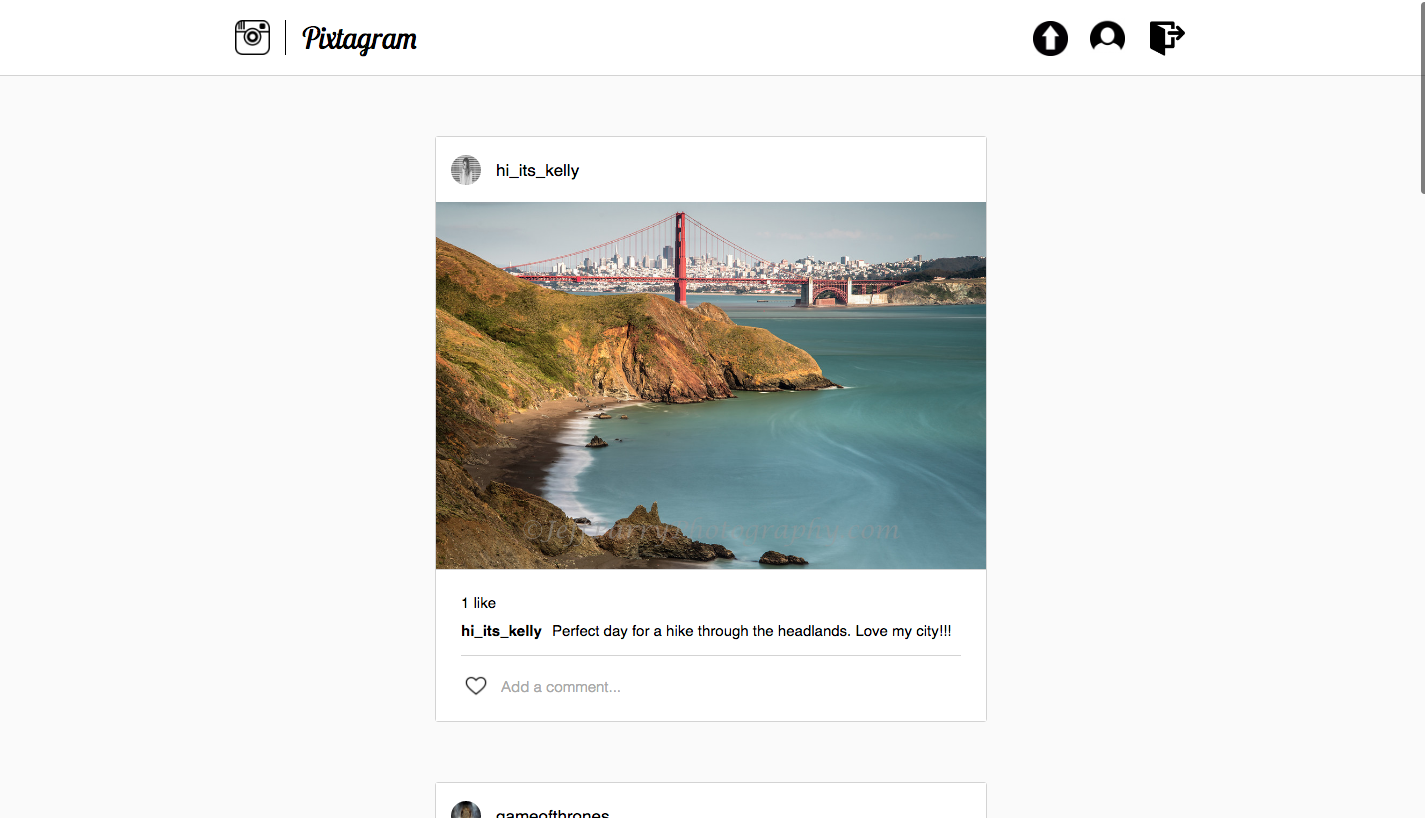 Pixtagram
hi_its_kelly
1 like
hi_its_kelly Perfect day for a hike through the headlands. Love my city!!!
Add a comment...
gameofthrones